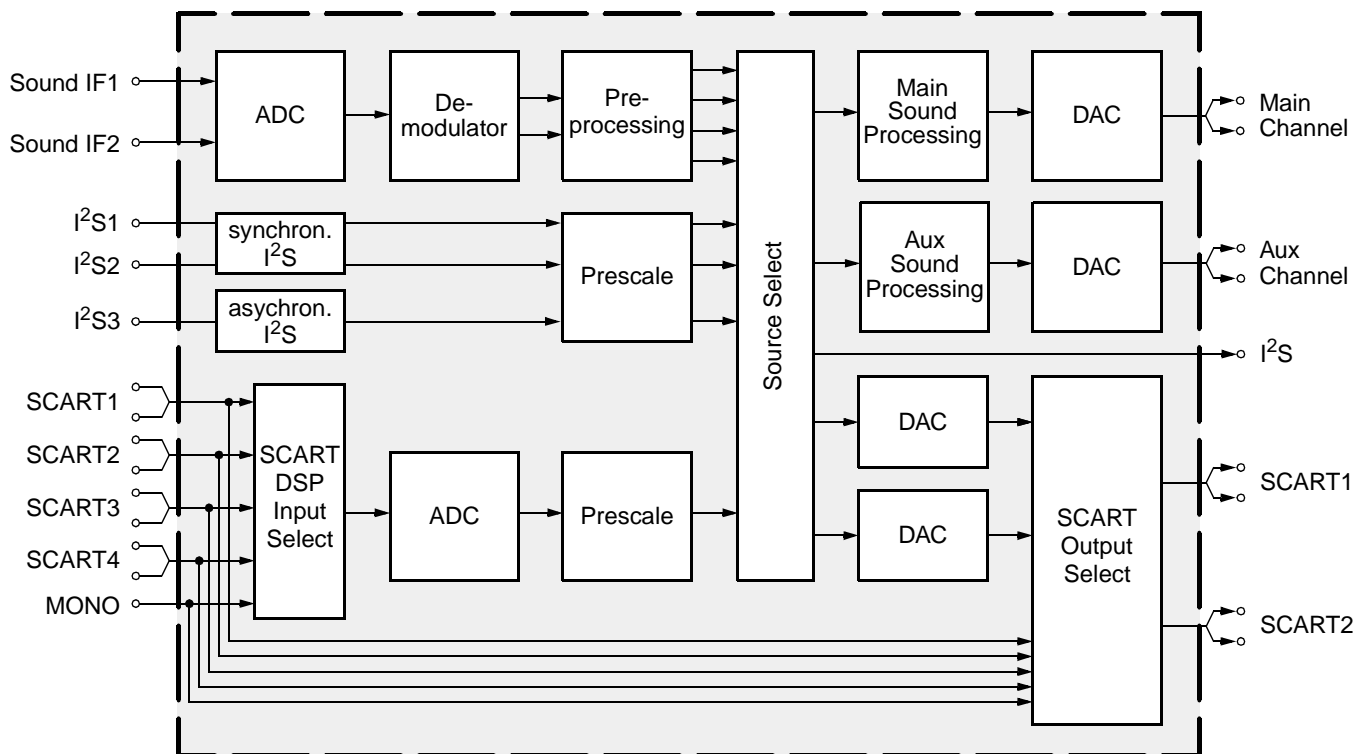 Sound IF1
Sound IF2
I²S1
I²S2
I²S3
SCART1
SCART2
SCART3
SCART4
MONO
ADC
De-
modulator
Pre-
processing
synchron.
I²S
asychron.
I²S
Prescale
SCART
DSP
Input
Select
ADC
Prescale
Source Select
Main
Sound
Processing
DAC
Aux
Sound
Processing
DAC
DAC
DAC
SCART
Output
Select
Main
Channel
Aux
Channel
I²S
SCART1
SCART2